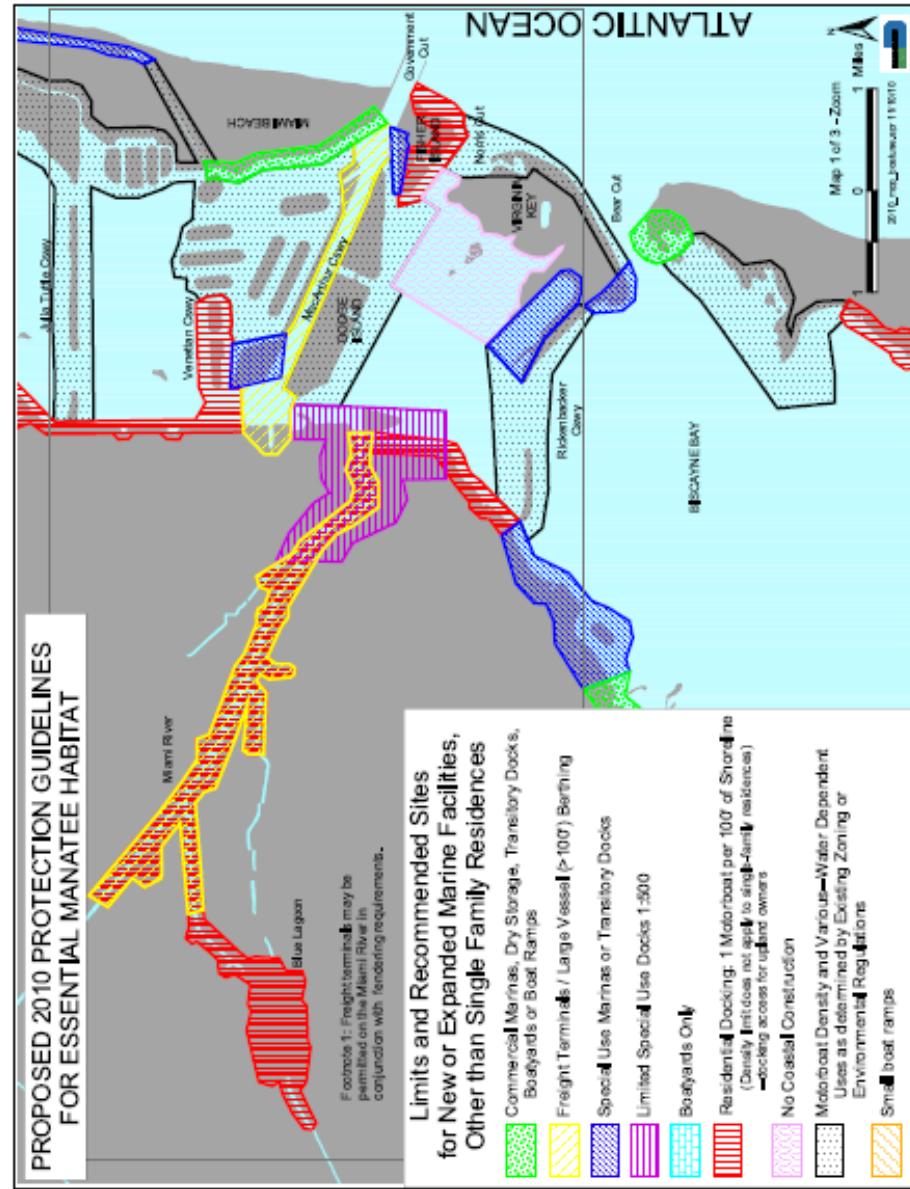 PROPOSED 2010 PROTECTION GUIDELINES
FOR ESSENTIAL MANATEE HABITAT
Miami River
Blue Lagoon
Footnote 1: Freight terminals may be
permitted on the Miami River in
conjunction with fendering requirements.
Julia Tuttle Cswy
Venetian Cswy
MacArthur Cswy
MIAMI BEACH
Government
Cut
DODGE
ISLAND
FISHER
ISLAND
Norris Cut
VIRGINIA
KEY
Bear Cut
Rickenbacker
Cswy
BISCAYNE BAY
ATLANTIC OCEAN
Limits and Recommended Sites
for New or Expanded Marine Facilities,
Other than Single Family Residences
Commercial Marinas, Dry Storage, Transitory Docks,
Boatyards or Boat Ramps
Freight Terminals / Large Vessel (>100') Berthing
Special Use Marinas or Transitory Docks
Limited Special Use Docks 1:500
Boatyards Only
Residential Docking: 1 Motorboat per 100' of Shoreline
(Density limit does not apply to single-family residences)
--docking access for upland owners
No Coastal Construction
Motorboat Density and Various--Water Dependent
Uses as determined by Existing Zoning or
Environmental Regulations
Small boat ramps
N
Map 1 of 3 - Zoom
1 0 1 Miles